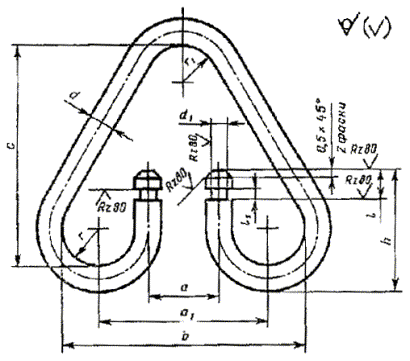 (√)
r₁
d
d₁
Rz80
0,5 × 45°
2 фаски
c
Rz80
Rz80
Rz80
l
l₁
h
r
a
a₁
b